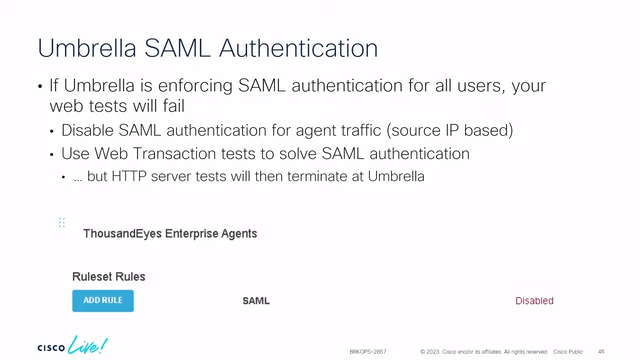 Umbrella SAML Authentication
• If Umbrella is enforcing SAML authentication for all users, your
web tests will fail
• Disable SAML authentication for agent traffic (source IP based)
• Use Web Transaction tests to solve SAML authentication
• ... but HTTP server tests will then terminate at Umbrella
ThousandEyes Enterprise Agents
Ruleset Rules
ADD RULE SAML Disabled
CISCO Live! BRKOPS-2857 © 2023 Cisco and/or its affiliates. All rights reserved. Cisco Public 46